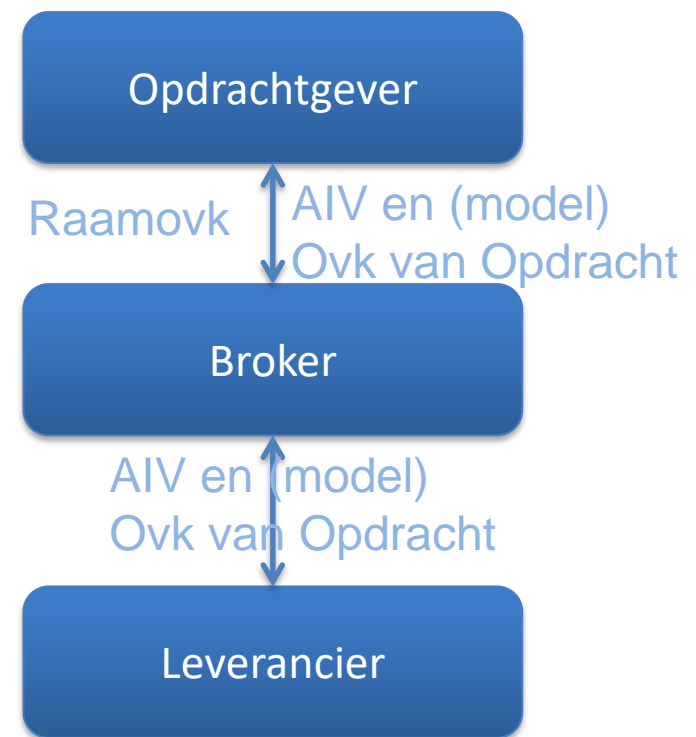 Opdrachtgever
Raamovk
AIV en (model)
Ovk van Opdracht
Broker
AIV en (model)
Ovk van Opdracht
Leverancier